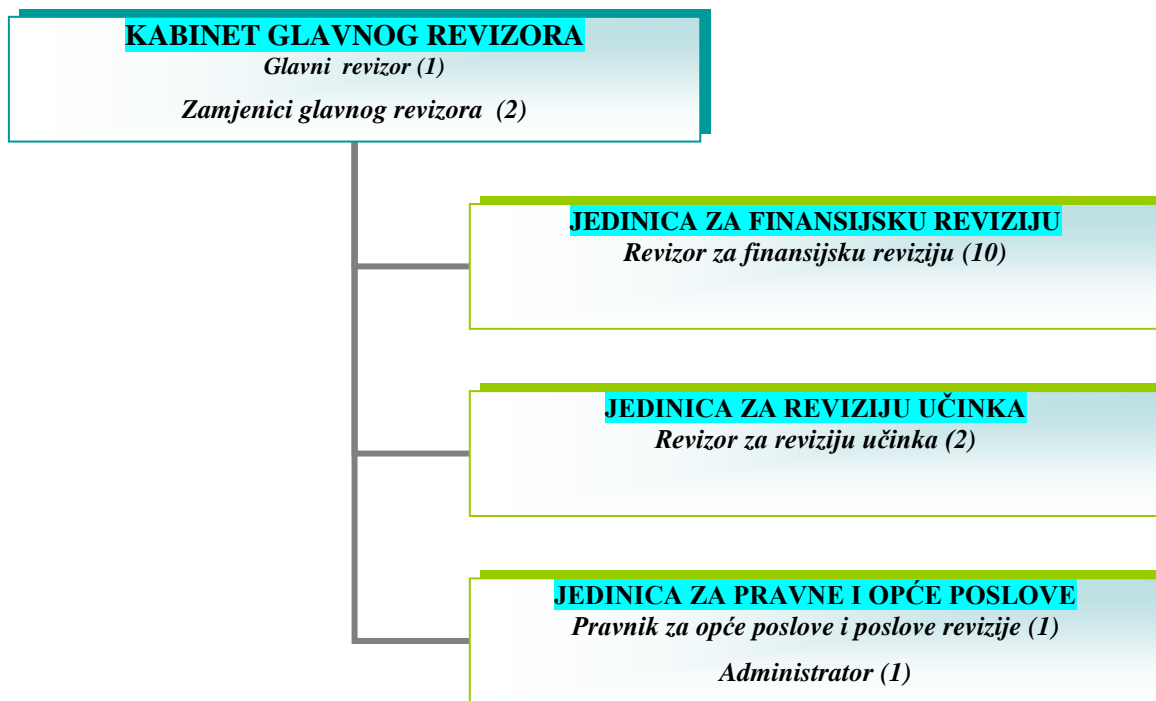 KABINET GLAVNOG REVIZORA
Glavni revizor (1)
Zamjenici glavnog revizora (2)
JEDINICA ZA FINANSIJSKU REVIZIJU
Revizor za finansijsku reviziju (10)
JEDINICA ZA REVIZIJU UČINKA
Revizor za reviziju učinka (2)
JEDINICA ZA PRAVNE I OPĆE POSLOVE
Pravnik za opće poslove i poslove revizije (1)
Administrator (1)